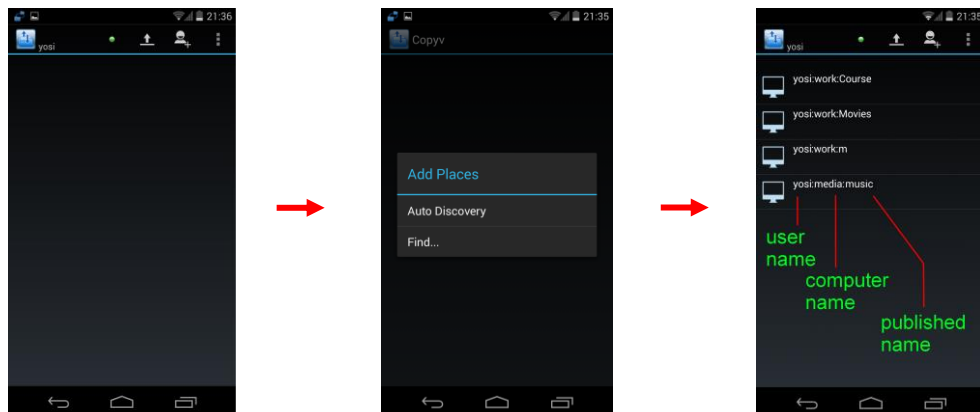 21:36
yosi
21:35
Copyv
Add Places
Auto Discovery
Find...
21:35
yosi
yosi:work:Course
yosi:work:Movies
yosi:work:m
yosi:media:music
user
name
computer
name
published
name